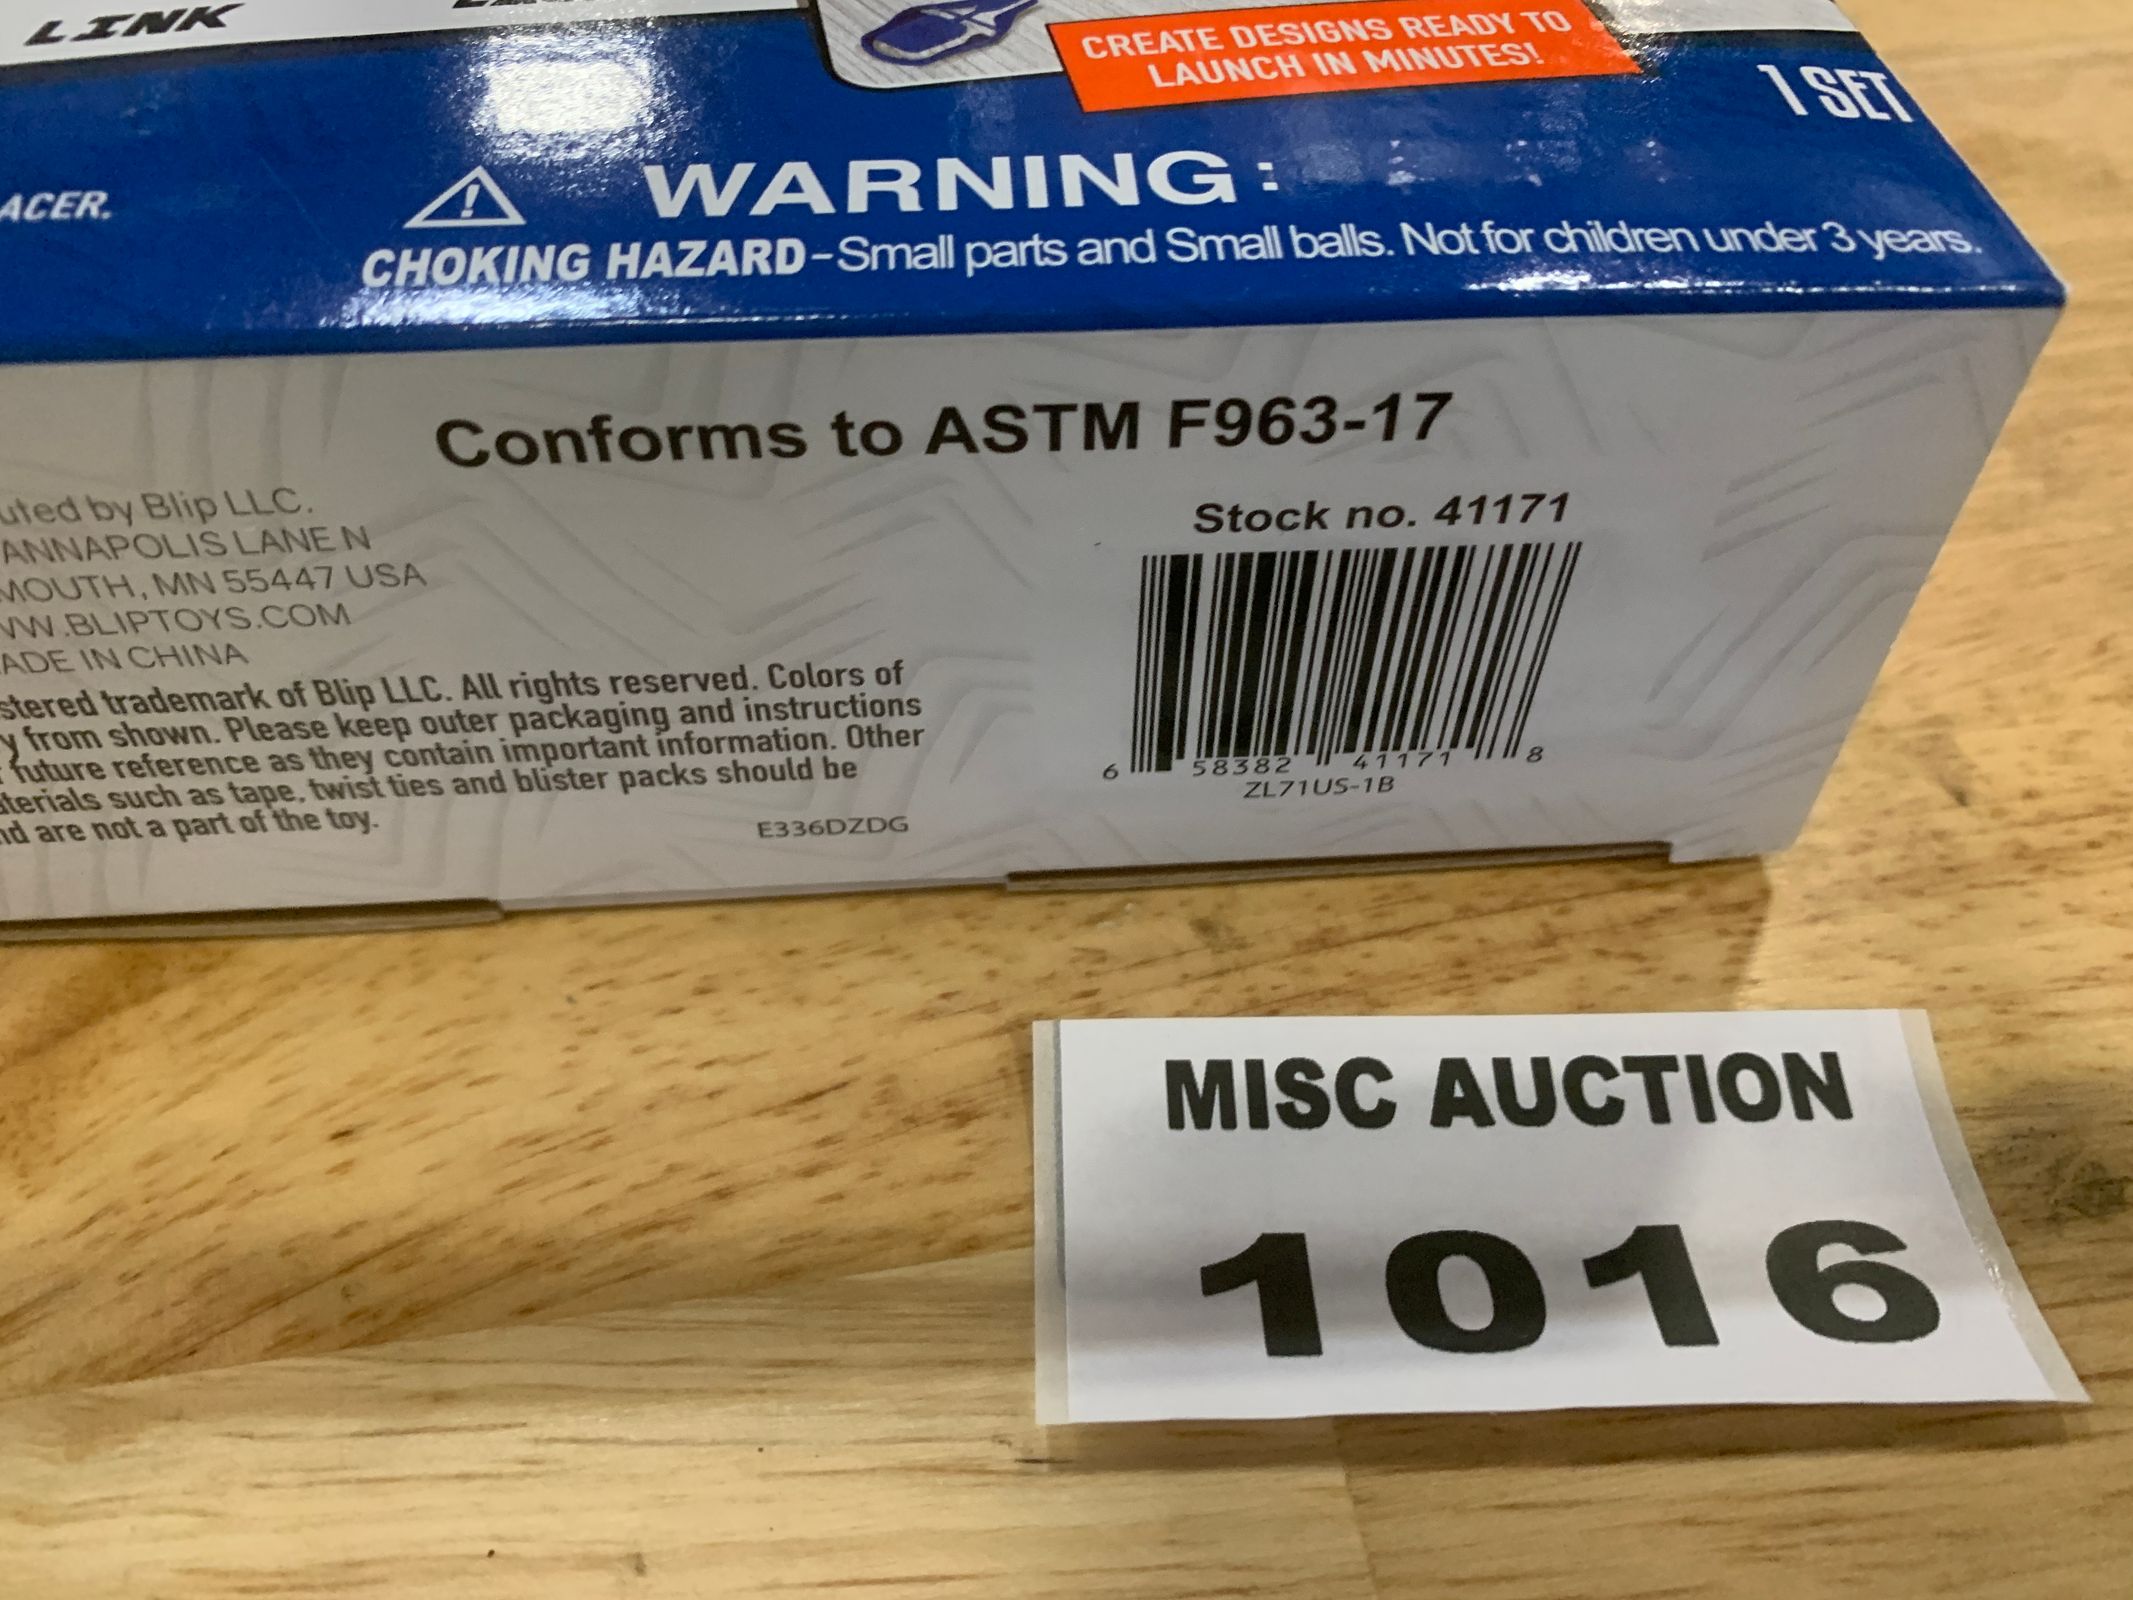 LINK
CREATE DESIGNS READY TO
LAUNCH IN MINUTES!
1 SET
ACER.
WARNING:
CHOKING HAZARD-Small parts and Small balls. Not for children under 3 years.
Conforms to ASTM F963-17
uted by Blip LLC.
ANNAPOLIS LANE N
MOUTH, MN 55447 USA
WW.BLIPTOYS.COM
ADE IN CHINA
stered trademark of Blip LLC. All rights reserved. Colors of
y from shown. Please keep outer packaging and instructions
future reference as they contain important information. Other
terials such as tape, twist ties and blister packs should be
nd are not a part of the toy.
E336DZDG
Stock no. 41171
6 58382 41171 8
ZL71US-1B
MISC AUCTION
1016